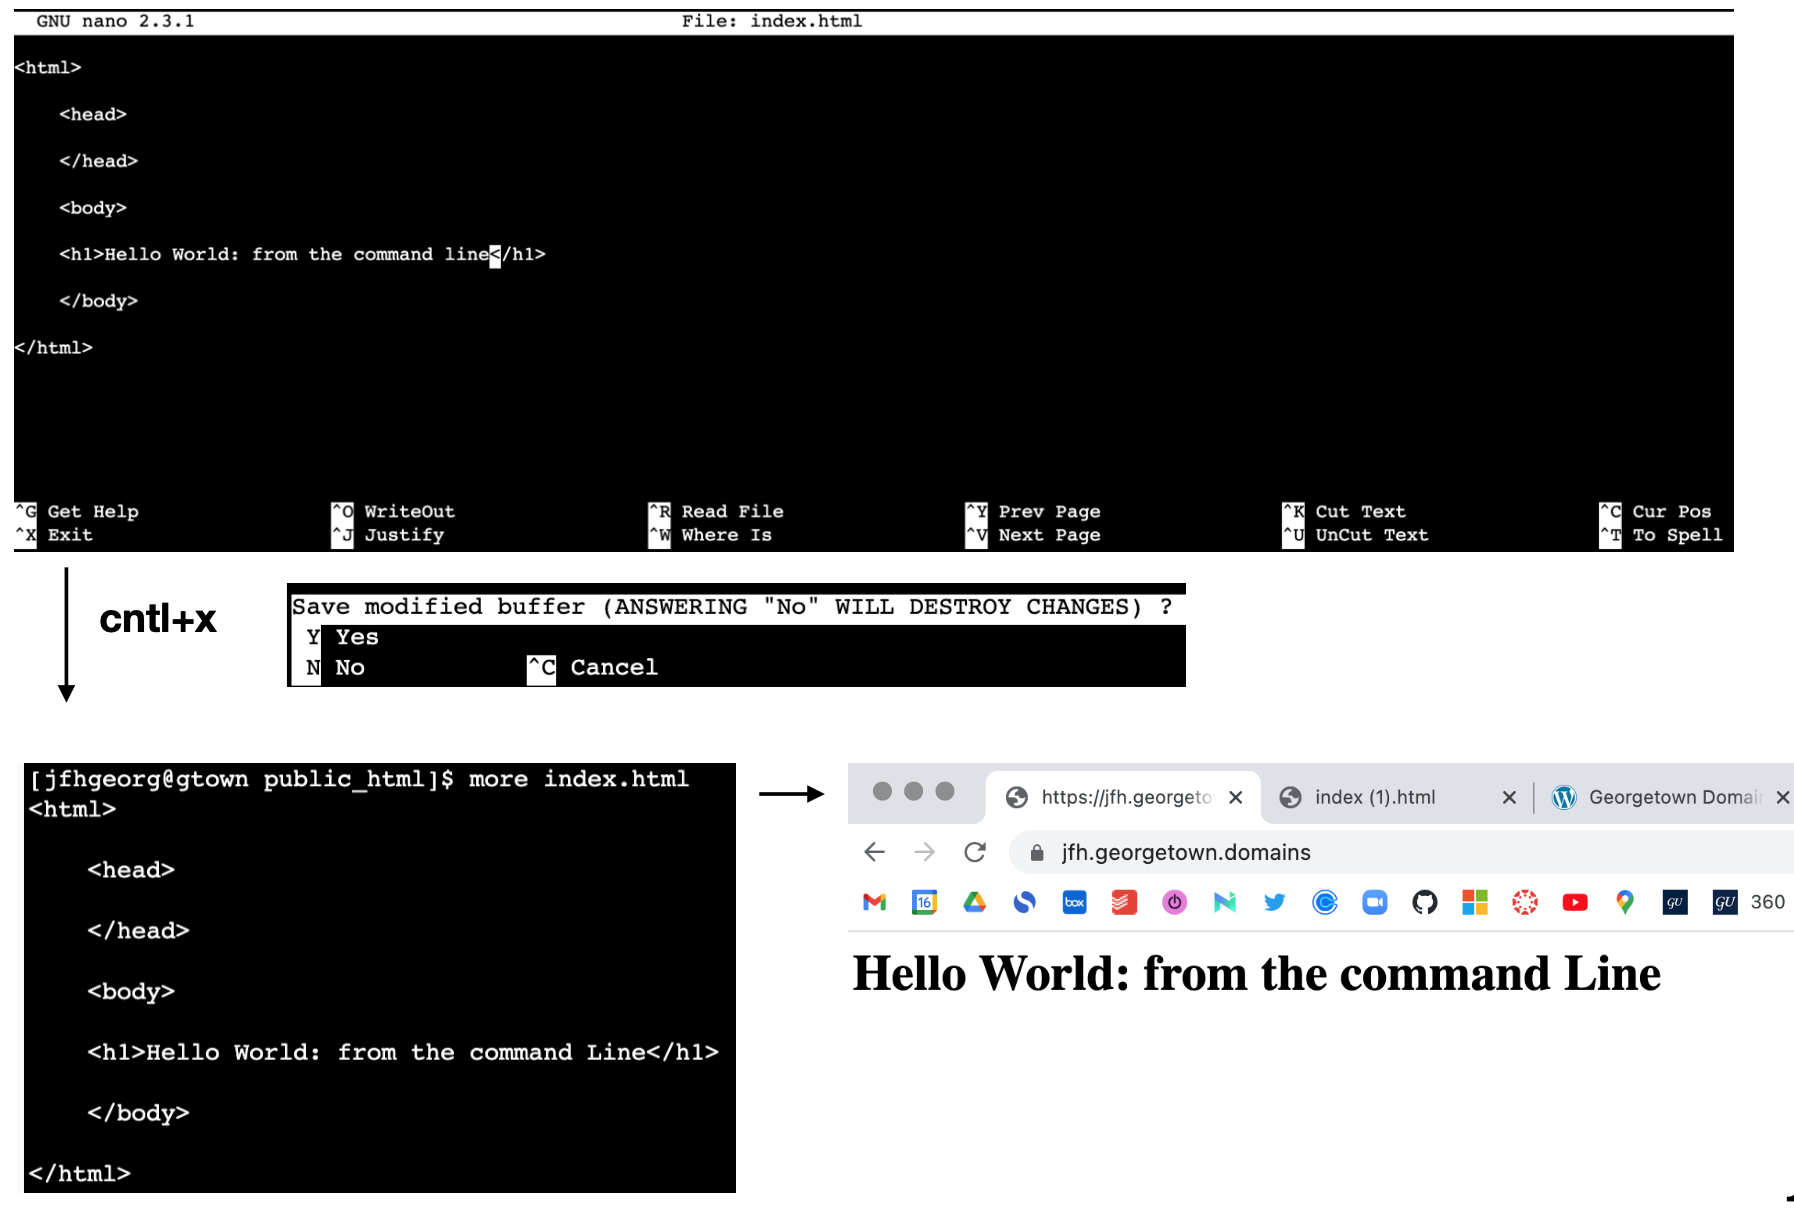 GNU nano 2.3.1 File: index.html
<html>
<head>
</head>
<body>
<h1>Hello World: from the command line</h1>
</body>
</html>
^G Get Help ^O WriteOut ^R Read File ^Y Prev Page ^K Cut Text ^C Cur Pos
^X Exit ^J Justify ^W Where Is ^V Next Page ^U UnCut Text ^T To Spell
cntl+x
Save modified buffer (ANSWERING "No" WILL DESTROY CHANGES) ?
Y Yes
N No ^C Cancel
[jfhgeorg@gtown public_html]$ more index.html
<html>
<head>
</head>
<body>
<h1>Hello World: from the command Line</h1>
</body>
</html>
https://jfh.georgeto index (1).html Georgetown Domai
jfh.georgetown.domains
16 box GU GU 360
Hello World: from the command Line